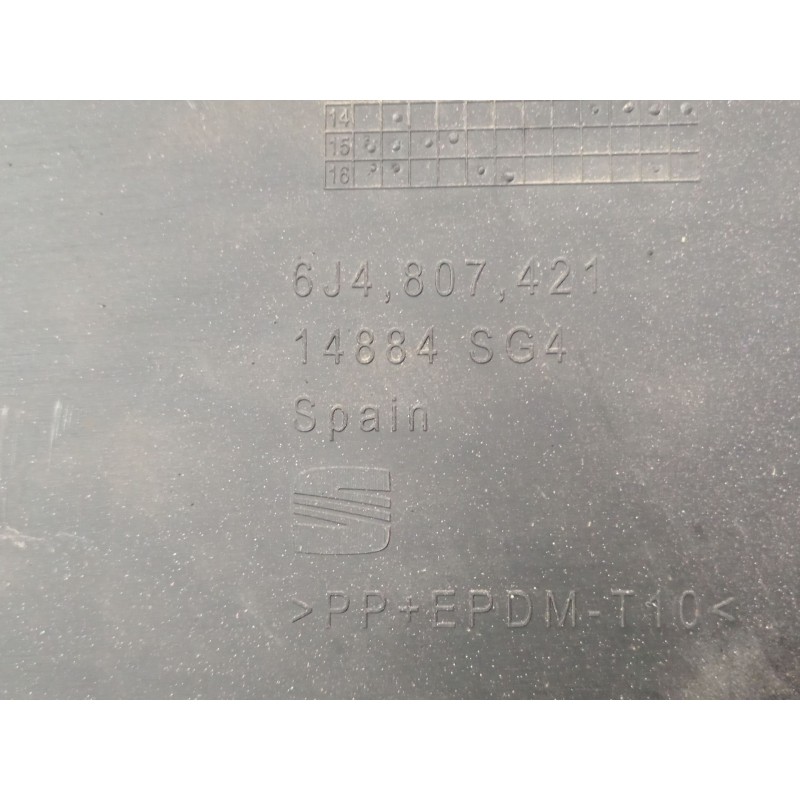 14
15
16
6J4,807,421
14884 SG4
Spain
>PP+EPDM-T10<